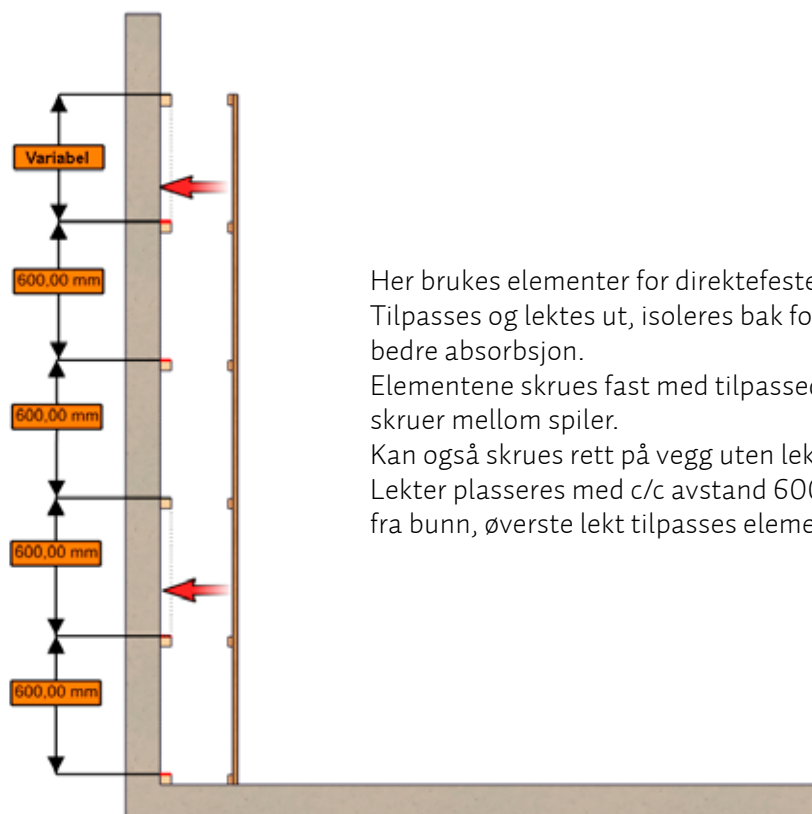 Variabel
600,00 mm
600,00 mm
600,00 mm
600,00 mm
Her brukes elementer for direktefeste
Tilpasses og lektes ut, isoleres bak fo
bedre absorbsjon.
Elementene skrues fast med tilpassed
skruer mellom spiler.
Kan også skrues rett på vegg uten lek
Lekter plasseres med c/c avstand 600
fra bunn, øverste lekt tilpasses eleme